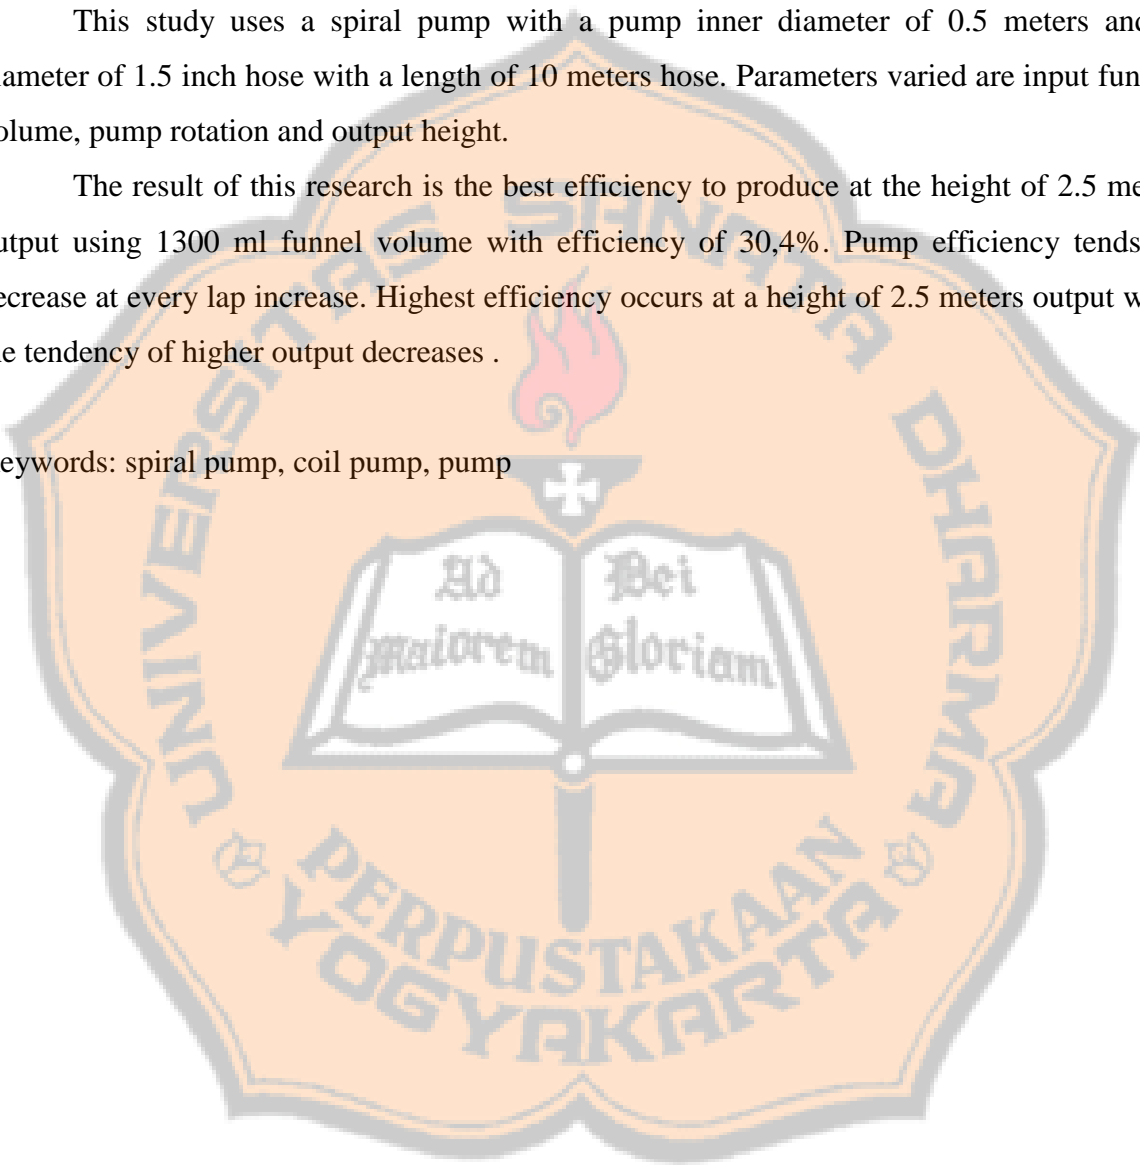 This study uses a spiral pump with a pump inner diameter of 0.5 meters and
iameter of 1.5 inch hose with a length of 10 meters hose. Parameters varied are input fun
olume, pump rotation and output height.
The result of this research is the best efficiency to produce at the height of 2.5 me
utput using 1300 ml funnel volume with efficiency of 30,4%. Pump efficiency tends
ecrease at every lap increase. Highest efficiency occurs at a height of 2.5 meters output w
he tendency of higher output decreases .
eywords: spiral pump, coil pump, pump
UNIVERSITAS SANATA DHARMA
Ad Dei
maiorem Gloriam
PERPUSTAKAAN
YOGYAKARTA